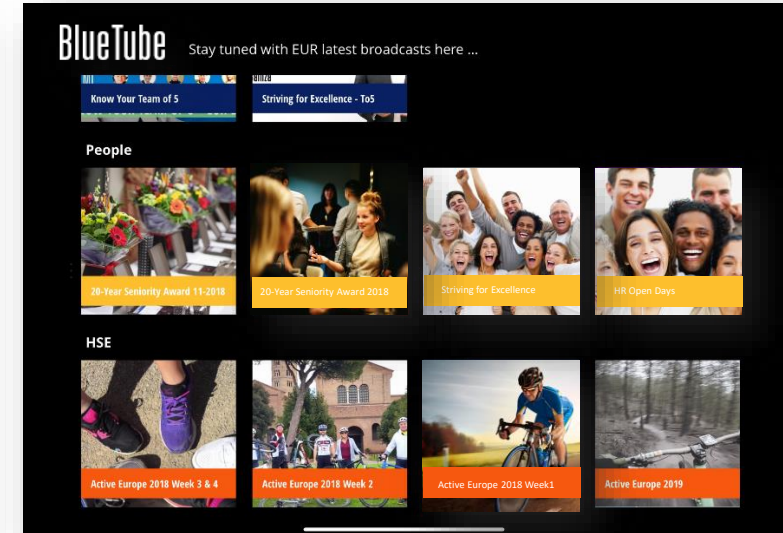 BlueTube
Stay tuned with EUR latest broadcasts here ...
Know Your Team of 5
Striving for Excellence - To5
People
20-Year Seniority Award 11-2018
20-Year Seniority Award 2018
Striving for Excellence
HR Open Days
HSE
Active Europe 2018 Week 3 & 4
Active Europe 2018 Week 2
Active Europe 2018 Week1
Active Europe 2019